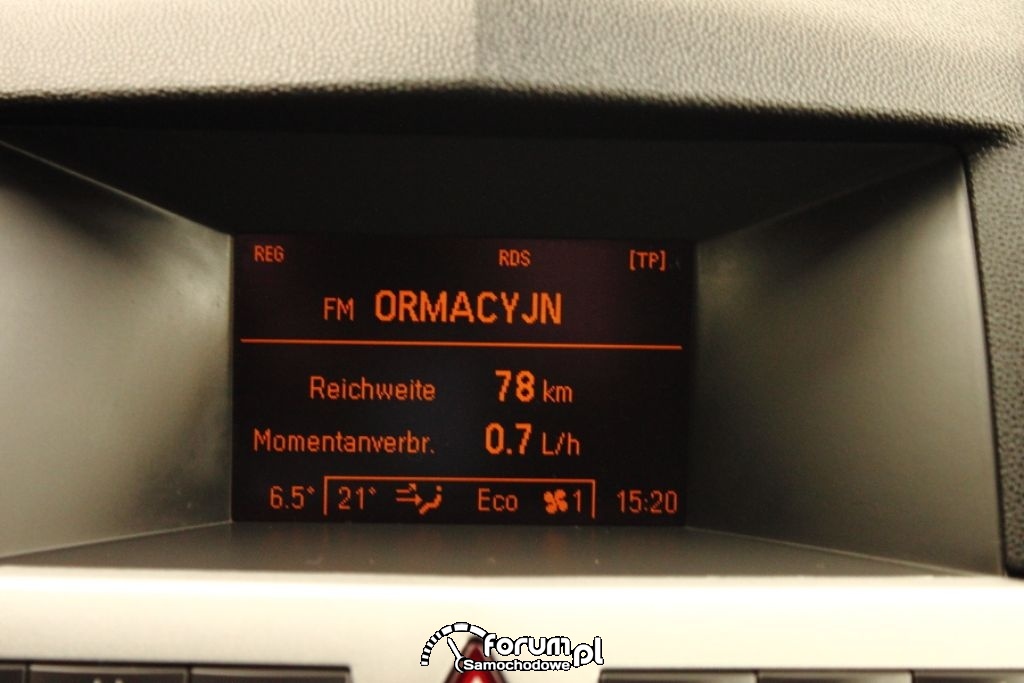 REG RDS [TP]
FM ORMACYJN
Reichweite 78 km
Momentanverbr. 0.7 L/h
6.5° 21° Eco 1 15:20
forum.pl
Samochodowe